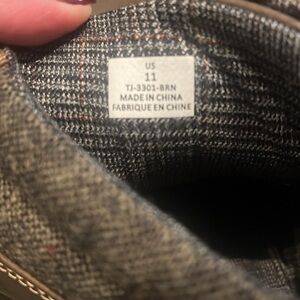 US
11
TJ-3301-BRN
MADE IN CHINA
FABRIQUE EN CHINE